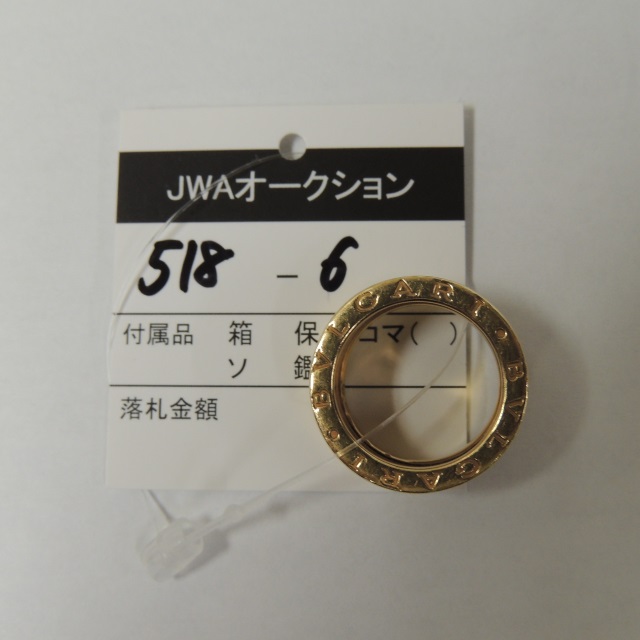 JWAオークション
518 - 6
付属品 箱 保 コマ( )
ソ 鑑
落札金額
BVLGARI • BVLGARI •